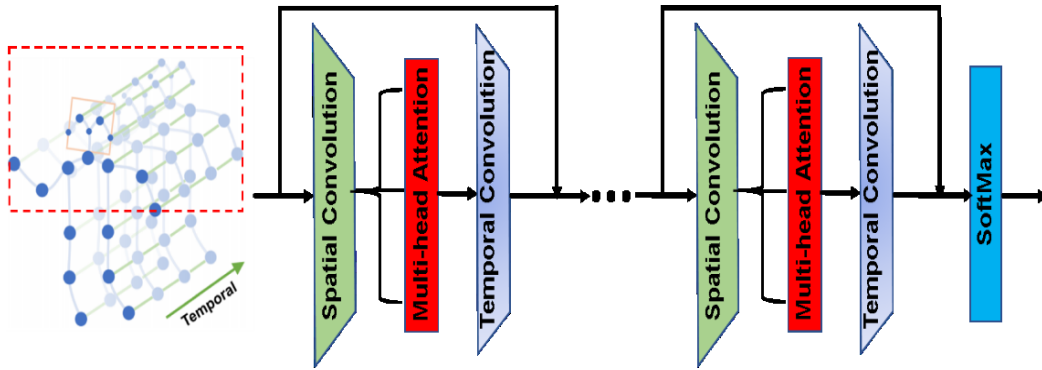 Temporal
Spatial Convolution
Multi-head Attention
Temporal Convolution
Spatial Convolution
Multi-head Attention
Temporal Convolution
SoftMax